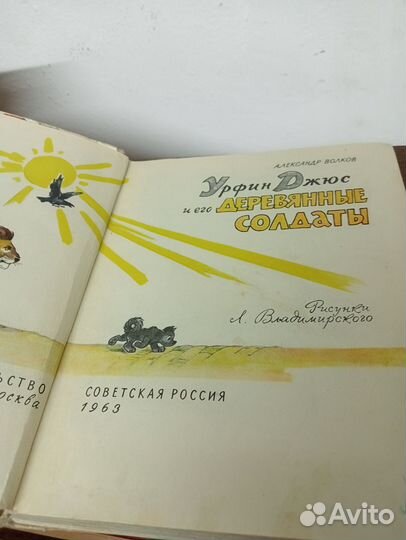 АЛЕКСАНДР ВОЛКОВ
Урфин Джюс
и его ДЕРЕВЯННЫЕ
СОЛДАТЫ
Рисунки
Л. Владимирского
ЬСТВО
осква
СОВЕТСКАЯ РОССИЯ
1963
Avito